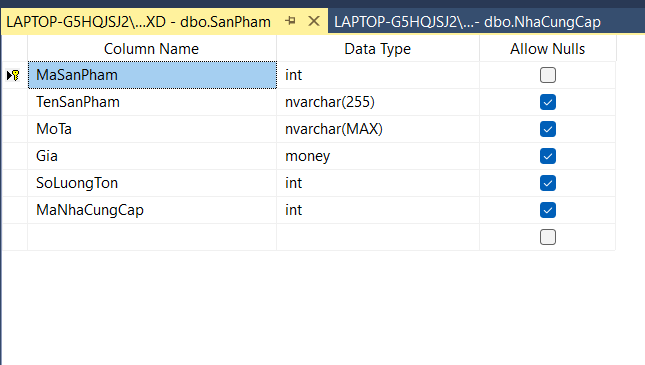 LAPTOP-G5HQJSJ2\...XD - dbo.SanPham LAPTOP-G5HQJSJ2\...- dbo.NhaCungCap
Column Name Data Type Allow Nulls
MaSanPham int
TenSanPham nvarchar(255)
MoTa nvarchar(MAX)
Gia money
SoLuongTon int
MaNhaCungCap int